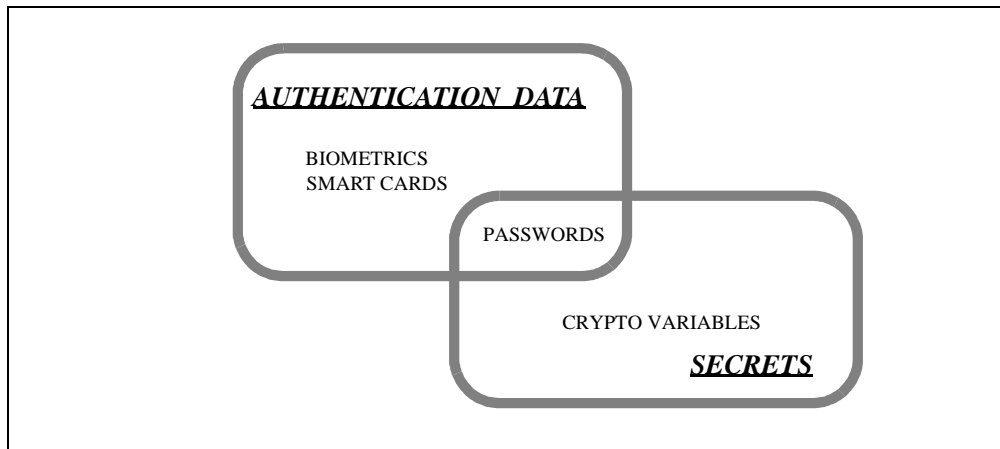 AUTHENTICATION DATA
BIOMETRICS
SMART CARDS
PASSWORDS
CRYPTO VARIABLES
SECRETS